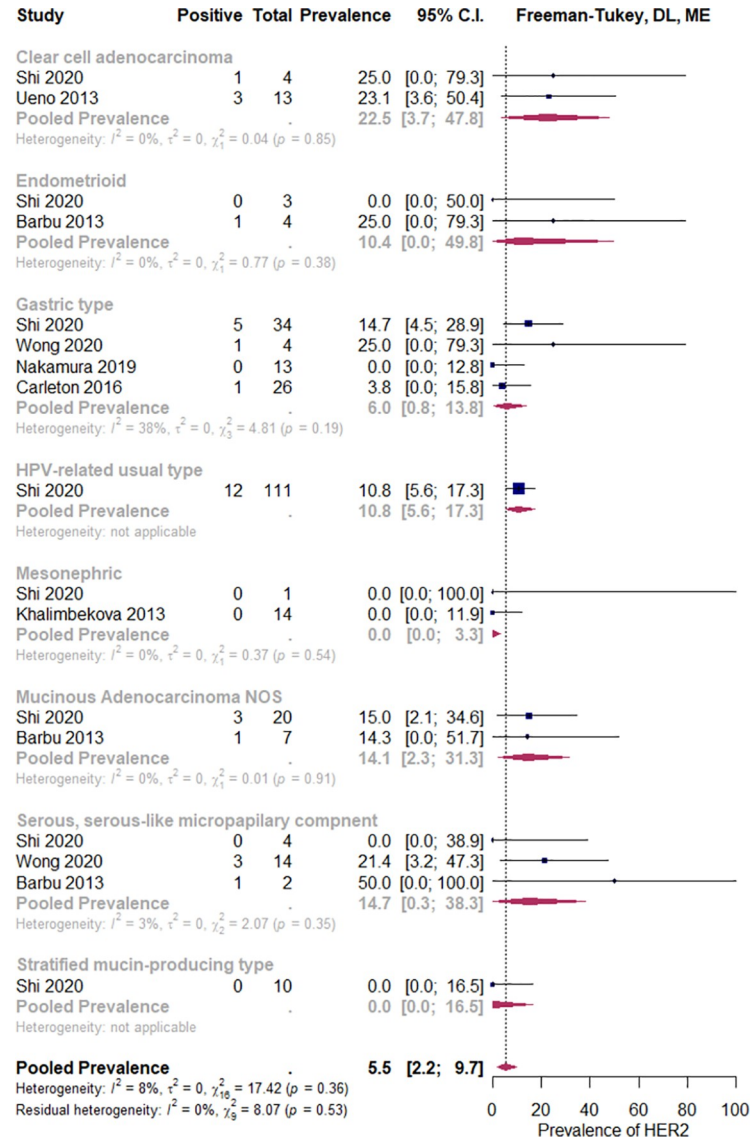 Study Positive Total Prevalence 95% C.I. Freeman-Tukey, DL, ME
Clear cell adenocarcinoma
Shi 2020 1 4 25.0 [0.0; 79.3]
Ueno 2013 3 13 23.1 [3.6; 50.4]
Pooled Prevalence . 22.5 [3.7; 47.8]
Heterogeneity: I² = 0%, τ² = 0, χ²₁ = 0.04 (p = 0.85)
Endometrioid
Shi 2020 0 3 0.0 [0.0; 50.0]
Barbu 2013 1 4 25.0 [0.0; 79.3]
Pooled Prevalence . 10.4 [0.0; 49.8]
Heterogeneity: I² = 0%, τ² = 0, χ²₁ = 0.77 (p = 0.38)
Gastric type
Shi 2020 5 34 14.7 [4.5; 28.9]
Wong 2020 1 4 25.0 [0.0; 79.3]
Nakamura 2019 0 13 0.0 [0.0; 12.8]
Carleton 2016 1 26 3.8 [0.0; 15.8]
Pooled Prevalence . 6.0 [0.8; 13.8]
Heterogeneity: I² = 38%, τ² = 0, χ²₃ = 4.81 (p = 0.19)
HPV-related usual type
Shi 2020 12 111 10.8 [5.6; 17.3]
Pooled Prevalence . 10.8 [5.6; 17.3]
Heterogeneity: not applicable
Mesonephric
Shi 2020 0 1 0.0 [0.0; 100.0]
Khalimbekova 2013 0 14 0.0 [0.0; 11.9]
Pooled Prevalence . 0.0 [0.0; 3.3]
Heterogeneity: I² = 0%, τ² = 0, χ²₁ = 0.37 (p = 0.54)
Mucinous Adenocarcinoma NOS
Shi 2020 3 20 15.0 [2.1; 34.6]
Barbu 2013 1 7 14.3 [0.0; 51.7]
Pooled Prevalence . 14.1 [2.3; 31.3]
Heterogeneity: I² = 0%, τ² = 0, χ²₁ = 0.01 (p = 0.91)
Serous, serous-like micropapilary compnent
Shi 2020 0 4 0.0 [0.0; 38.9]
Wong 2020 3 14 21.4 [3.2; 47.3]
Barbu 2013 1 2 50.0 [0.0; 100.0]
Pooled Prevalence . 14.7 [0.3; 38.3]
Heterogeneity: I² = 3%, τ² = 0, χ²₂ = 2.07 (p = 0.35)
Stratified mucin-producing type
Shi 2020 0 10 0.0 [0.0; 16.5]
Pooled Prevalence . 0.0 [0.0; 16.5]
Heterogeneity: not applicable
Pooled Prevalence . 5.5 [2.2; 9.7]
Heterogeneity: I² = 8%, τ² = 0, χ²₁₆ = 17.42 (p = 0.36)
Residual heterogeneity: I² = 0%, χ²₉ = 8.07 (p = 0.53)
0 20 40 60 80 100
Prevalence of HER2